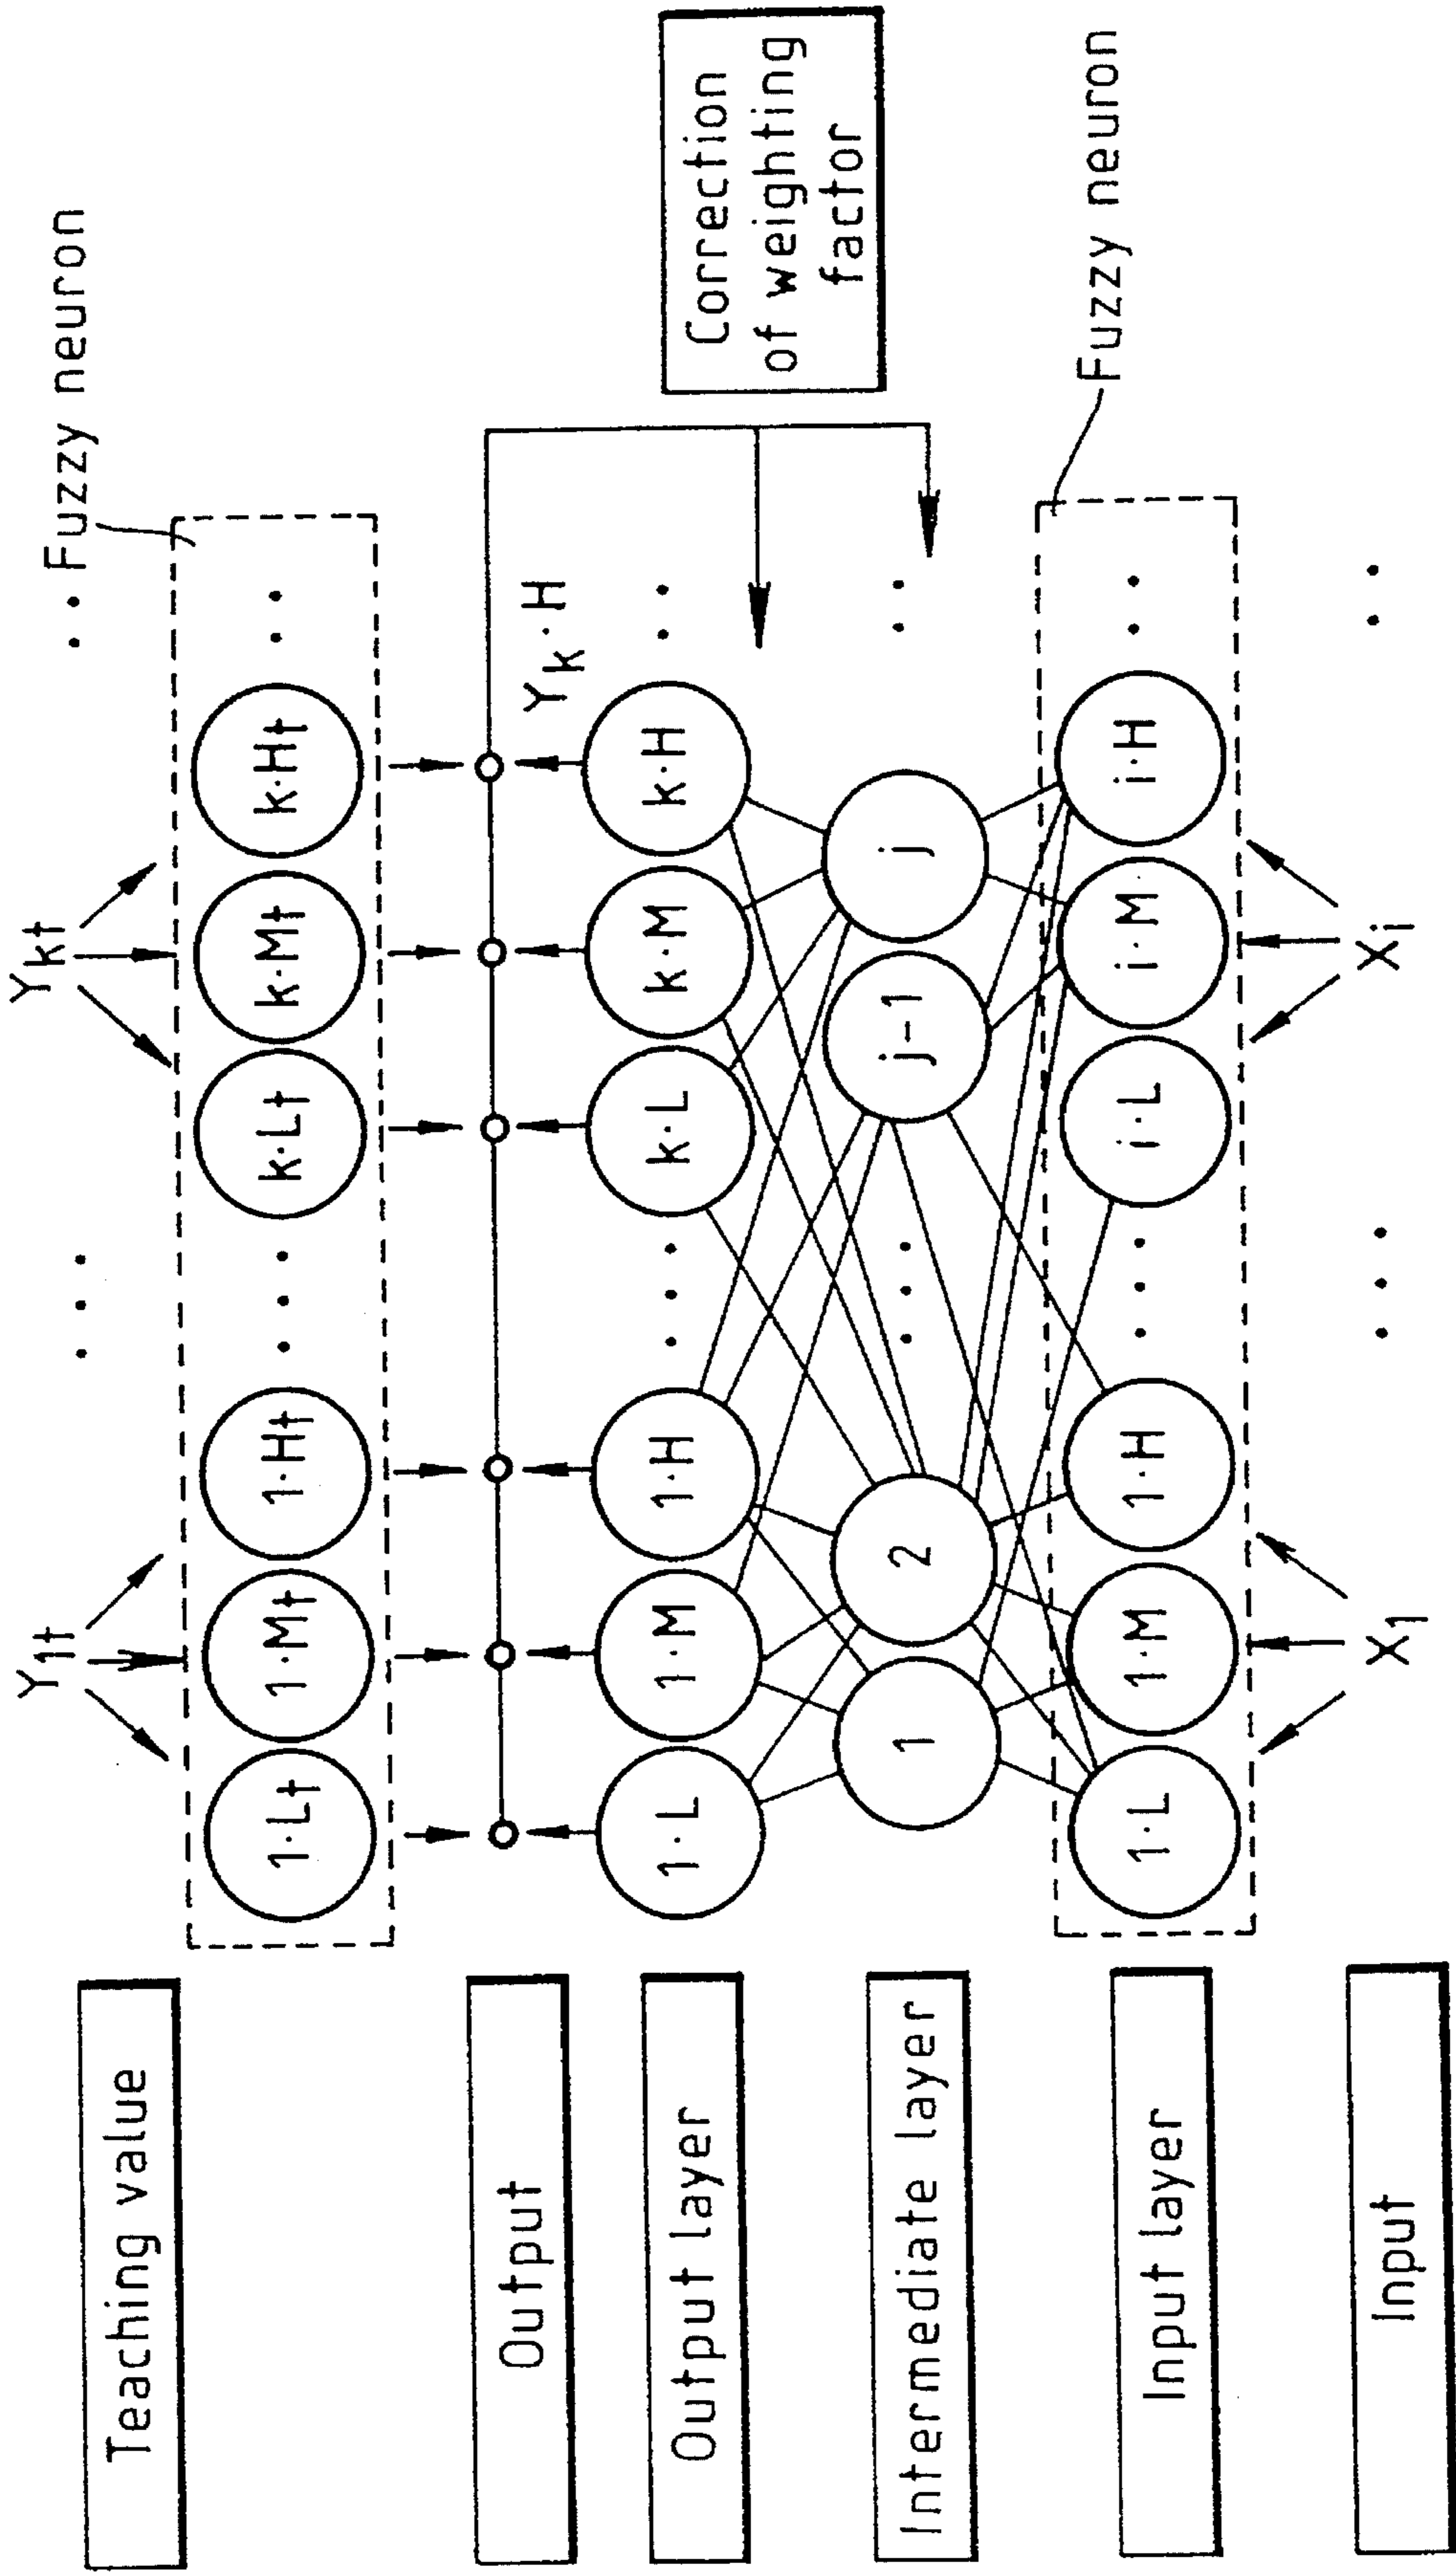 Teaching value
Y1t
. . .
Ykt
. . Fuzzy neuron
1·Lt
1·Mt
1·Ht
. . .
k·Lt
k·Mt
k·Ht
. .
Output
Yk·H
Output layer
1·L
1·M
1·H
. . .
k·L
k·M
k·H
. .
Correction
of weighting
factor
Intermediate layer
1
2
. . .
j-1
j
. .
Input layer
1·L
1·M
1·H
. . .
i·L
i·M
i·H
. .
Fuzzy neuron
Input
X1
. . .
Xi
. .